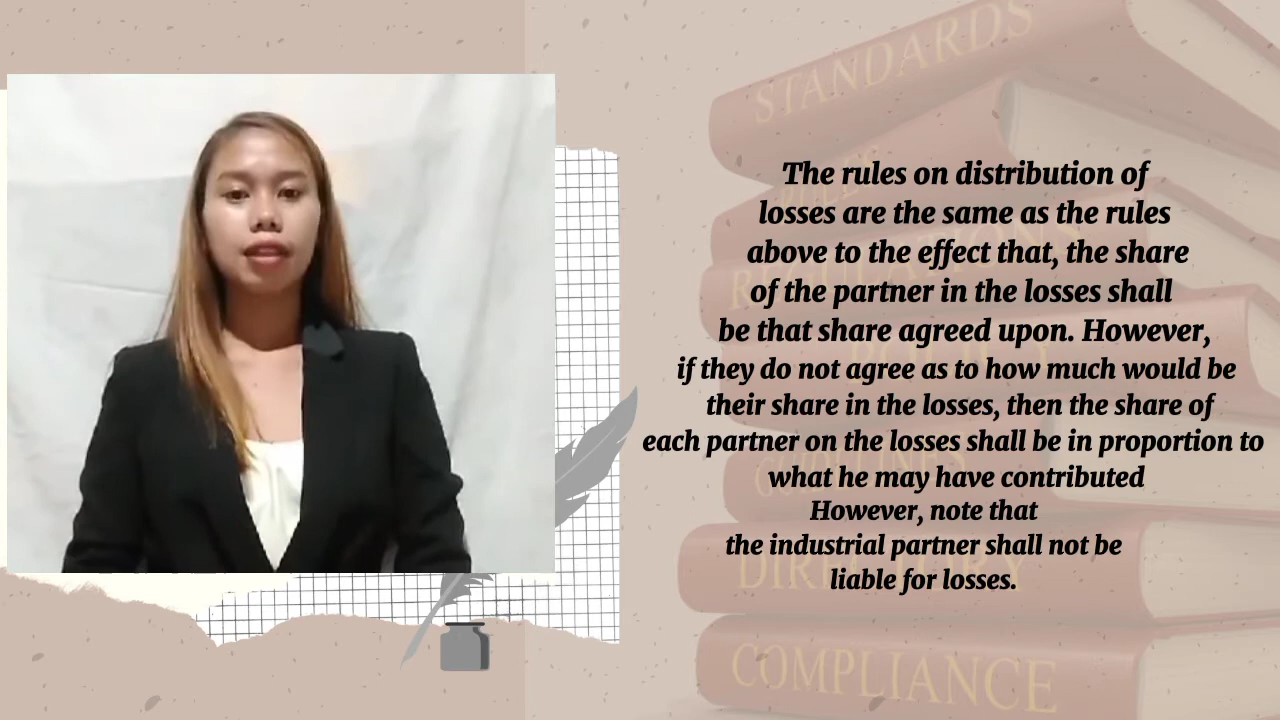 The rules on distribution of
losses are the same as the rules
above to the effect that, the share
of the partner in the losses shall
be that share agreed upon. However,
if they do not agree as to how much would be
their share in the losses, then the share of
each partner on the losses shall be in proportion to
what he may have contributed
However, note that
the industrial partner shall not be
liable for losses.
STANDARDS
REGULATIONS
DIRECTORY
COMPLIANCE